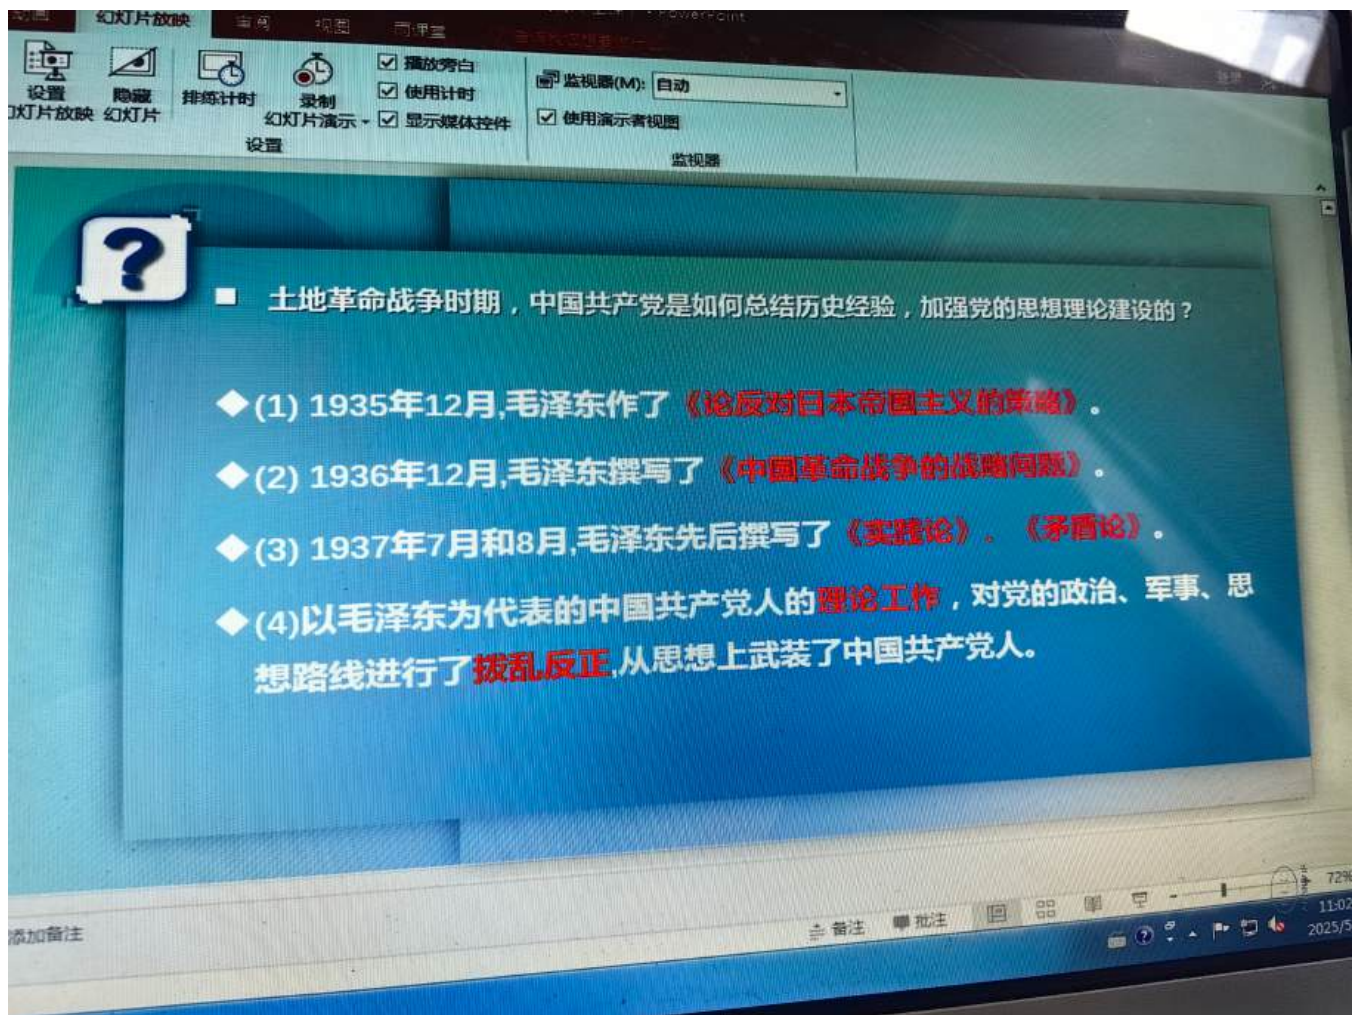 动画 幻灯片放映 审阅 视图 雨课堂
PowerPoint
登录
设置
幻灯片放映
隐藏
幻灯片
排练计时
录制
幻灯片演示
播放旁白
使用计时
显示媒体控件
设置
监视器(M): 自动
使用演示者视图
监视器
?
土地革命战争时期，中国共产党是如何总结历史经验，加强党的思想理论建设的？
(1) 1935年12月,毛泽东作了《论反对日本帝国主义的策略》。
(2) 1936年12月,毛泽东撰写了《中国革命战争的战略问题》。
(3) 1937年7月和8月,毛泽东先后撰写了《实践论》、《矛盾论》。
(4)以毛泽东为代表的中国共产党人的理论工作，对党的政治、军事、思
想路线进行了拨乱反正,从思想上武装了中国共产党人。
添加备注
备注 批注 72%
11:02
2025/5